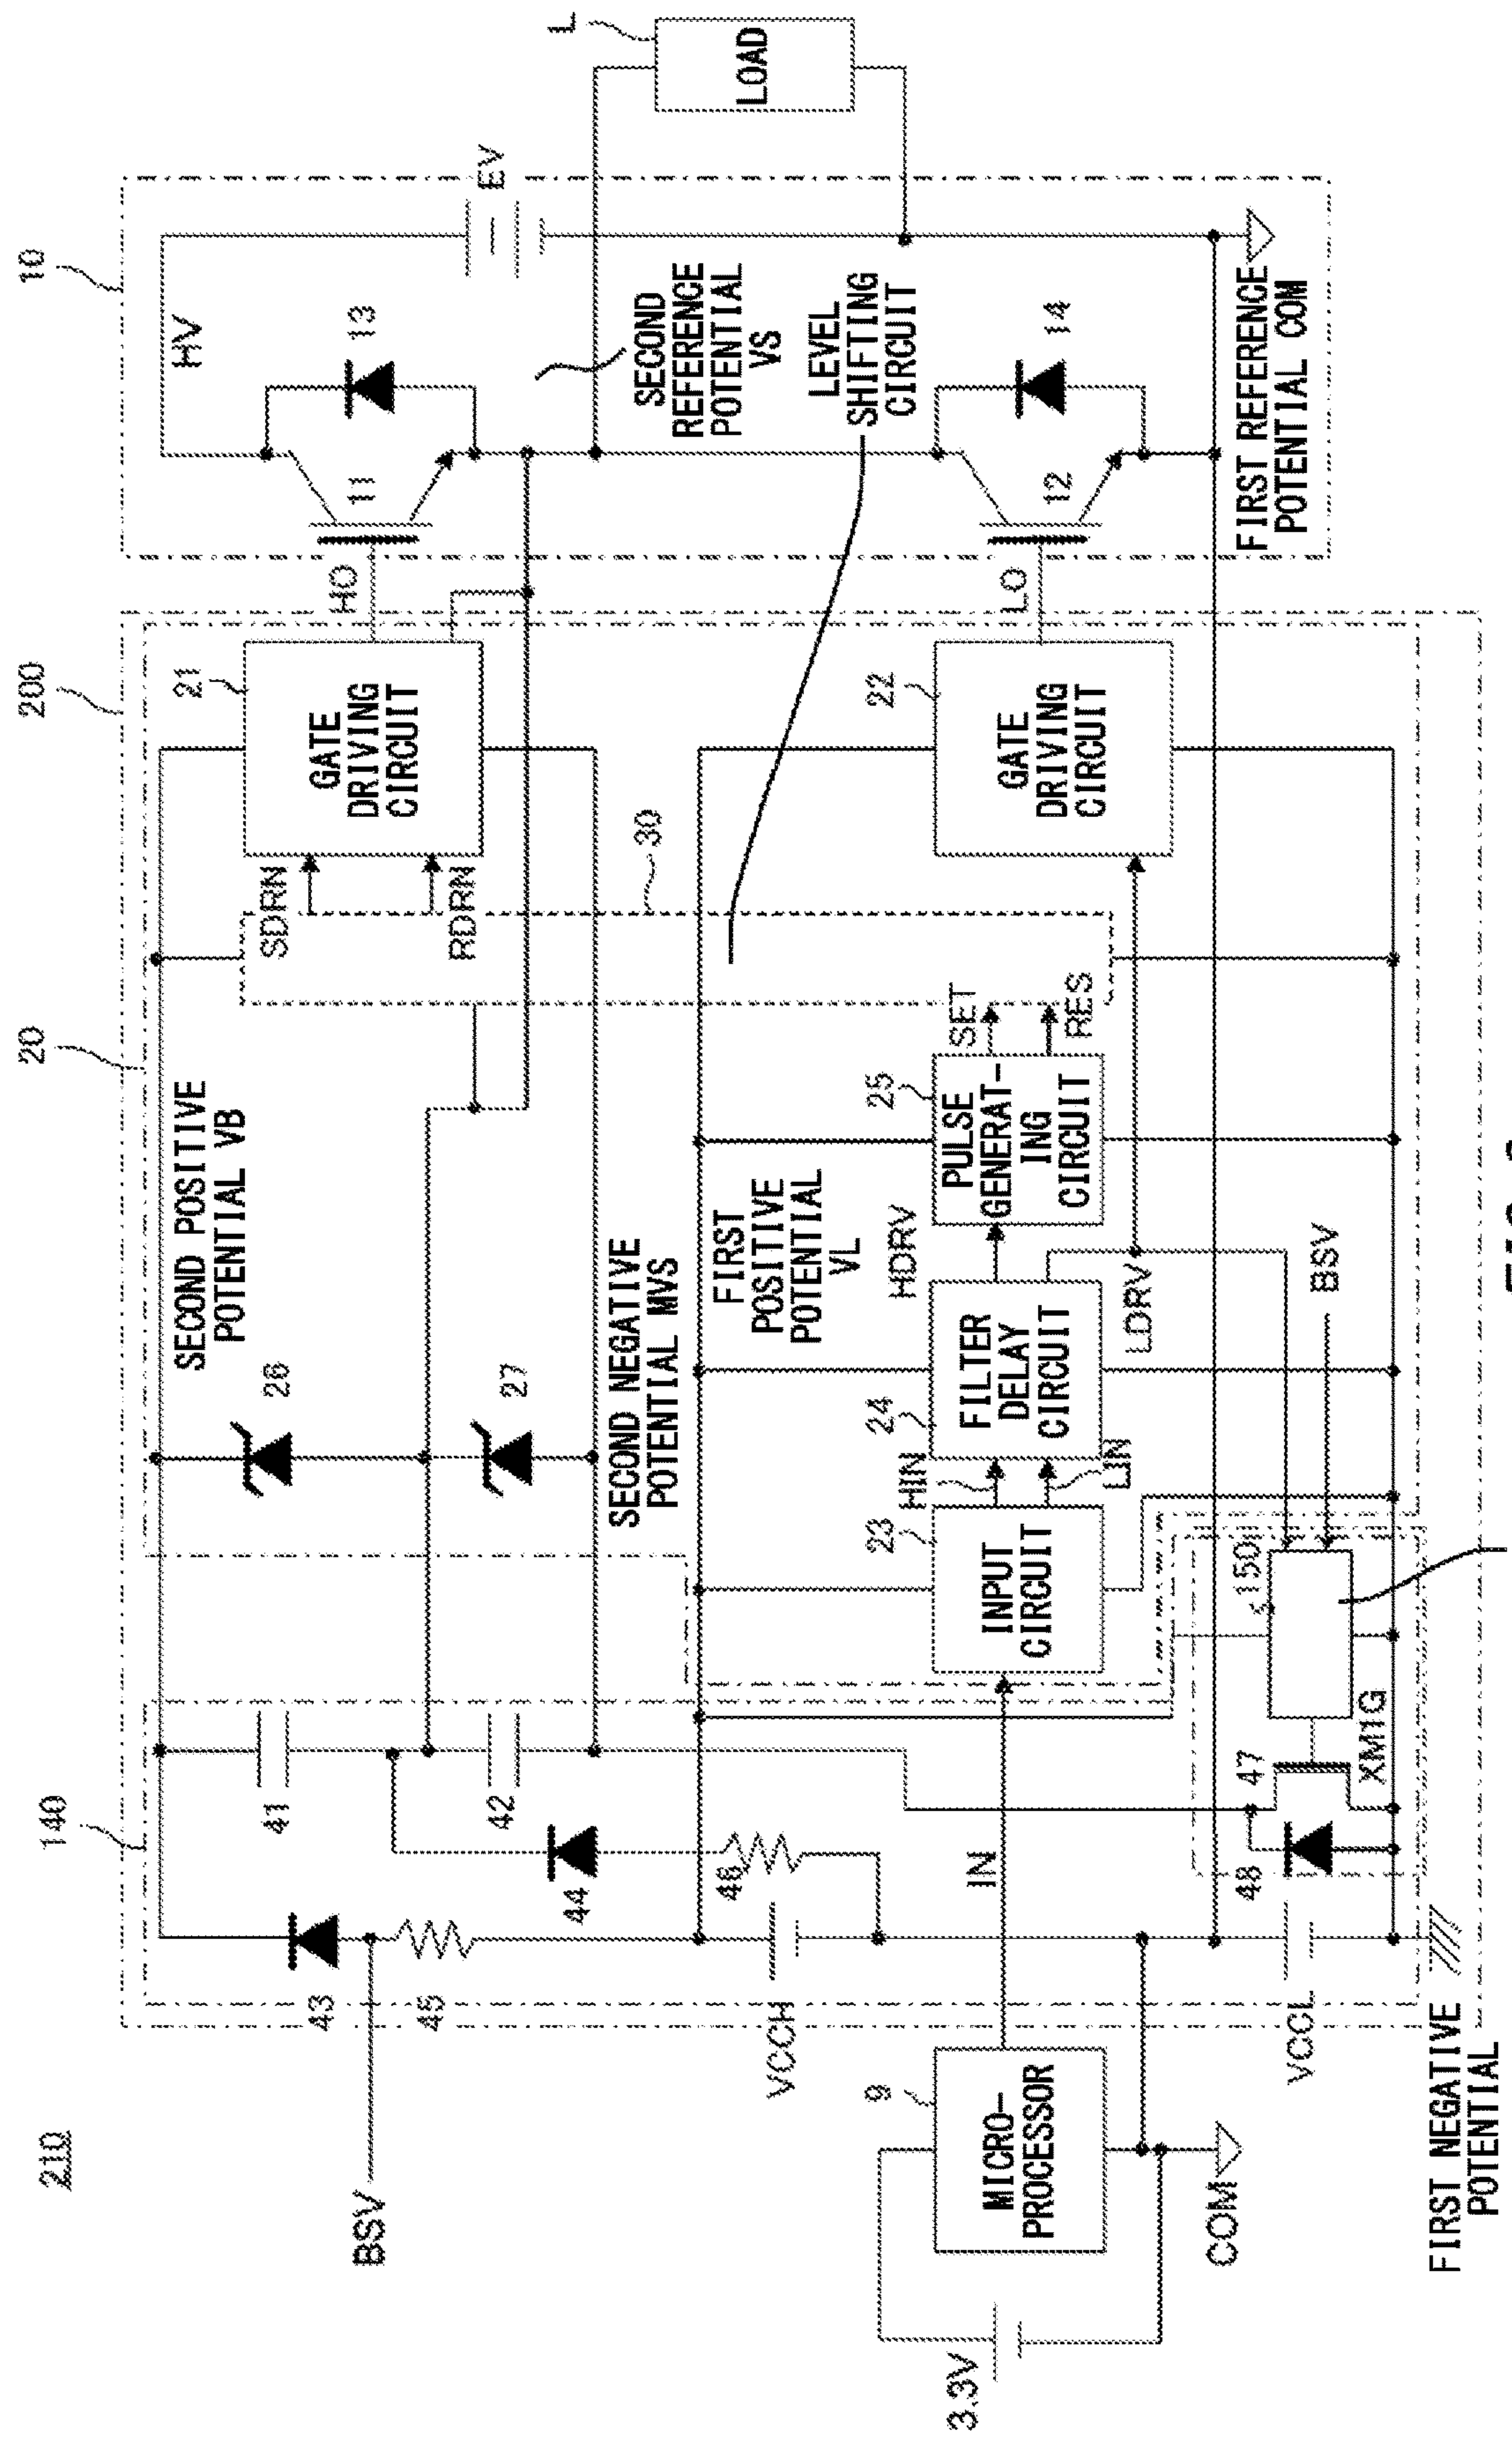 210
140
20
200
10
BSV
43
45
41
42
44
46
VCCH
SECOND POSITIVE
POTENTIAL VB
26
27
SECOND NEGATIVE
POTENTIAL MVS
FIRST
POSITIVE
POTENTIAL
VL
SDRN
RDRN
30
21
GATE
DRIVING
CIRCUIT
HO
HV
11
13
EV
L
LOAD
SECOND
REFERENCE
POTENTIAL
VS
LEVEL
SHIFTING
CIRCUIT
3.3V
9
MICRO-
PROCESSOR
COM
IN
23
INPUT
CIRCUIT
HIN
LIN
24
FILTER
DELAY
CIRCUIT
HDRV
LDRV
25
PULSE
GENERAT-
ING
CIRCUIT
SET
RES
22
GATE
DRIVING
CIRCUIT
LO
12
14
FIRST REFERENCE
POTENTIAL COM
VCCL
48
47
XM1G
150
BSV
FIRST NEGATIVE
POTENTIAL